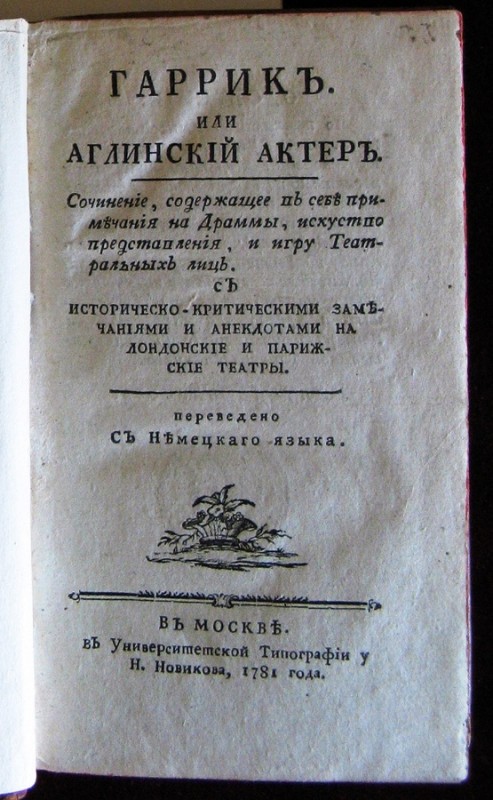 ГАРРИКЪ.
ИЛИ
АГЛИНСКІЙ АКТЕРЪ.
Сочиненіе, содержащее въ себѣ при-
мѣчанія на Драммы, искуство
представленія, и игру Теат-
ральныхъ лицъ.
СЪ
ИСТОРИЧЕСКО-КРИТИЧЕСКИМИ ЗАМѢ-
ЧАНІЯМИ И АНЕКДОТАМИ НА
ЛОНДОНСКІЕ И ПАРИЖ-
СКІЕ ТЕАТРЫ.
переведено
СЪ Нѣмецкаго языка.
ВЪ МОСКВѢ.
ВЪ Университетской Типографіи у
Н. Новикова, 1781 года.